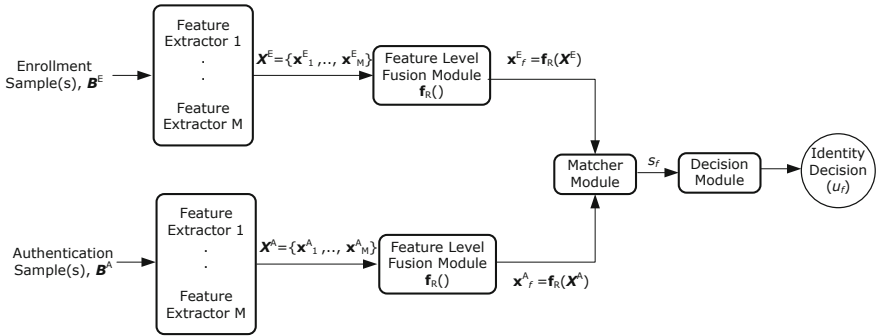 Enrollment
Sample(s), B^E
Feature
Extractor 1
.
.
Feature
Extractor M
X^E={x^E_1,.., x^E_M}
Feature Level
Fusion Module
f_R()
x^E_f=f_R(X^E)
Matcher
Module
s_f
Decision
Module
Identity
Decision
(u_f)
Authentication
Sample(s), B^A
Feature
Extractor 1
.
.
Feature
Extractor M
X^A={x^A_1,.., x^A_M}
Feature Level
Fusion Module
f_R()
x^A_f=f_R(X^A)